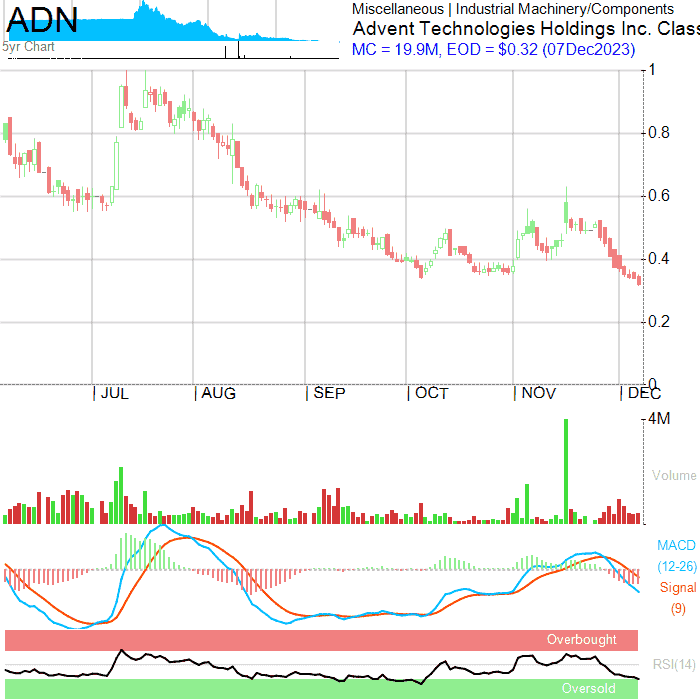 ADN
5yr Chart
Miscellaneous | Industrial Machinery/Components
Advent Technologies Holdings Inc. Class
MC = 19.9M, EOD = $0.32 (07Dec2023)
1
0.8
0.6
0.4
0.2
0
JUL AUG SEP OCT NOV DEC
4M
Volume
MACD
(12-26)
Signal
(9)
Overbought
RSI(14)
Oversold